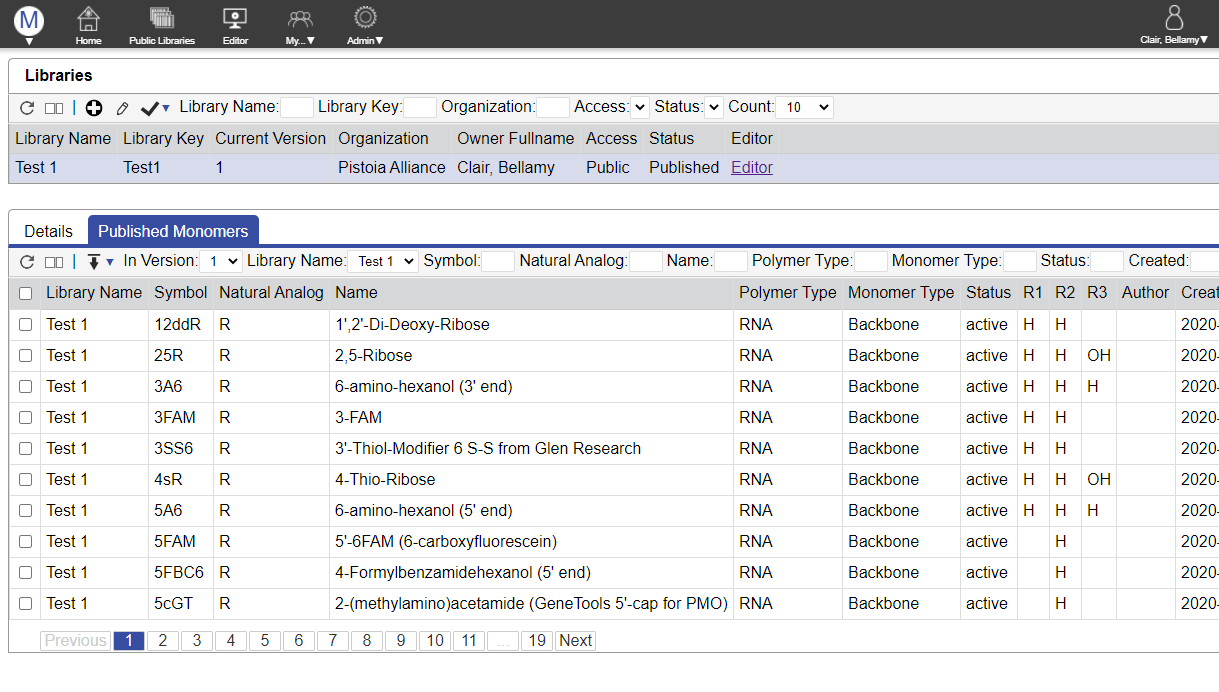 M
Home Public Libraries Editor My...▼ Admin▼ Clair, Bellamy▼
Libraries
Library Name: Library Key: Organization: Access: Status: Count: 10
Library Name Library Key Current Version Organization Owner Fullname Access Status Editor
Test 1 Test1 1 Pistoia Alliance Clair, Bellamy Public Published Editor
Details Published Monomers
In Version: 1 Library Name: Test 1 Symbol: Natural Analog: Name: Polymer Type: Monomer Type: Status: Created:
Library Name Symbol Natural Analog Name Polymer Type Monomer Type Status R1 R2 R3 Author Creat
Test 1 12ddR R 1',2'-Di-Deoxy-Ribose RNA Backbone active H H 2020-
Test 1 25R R 2,5-Ribose RNA Backbone active H H OH 2020-
Test 1 3A6 R 6-amino-hexanol (3' end) RNA Backbone active H H H 2020-
Test 1 3FAM R 3-FAM RNA Backbone active H H 2020-
Test 1 3SS6 R 3'-Thiol-Modifier 6 S-S from Glen Research RNA Backbone active H H 2020-
Test 1 4sR R 4-Thio-Ribose RNA Backbone active H H OH 2020-
Test 1 5A6 R 6-amino-hexanol (5' end) RNA Backbone active H H H 2020-
Test 1 5FAM R 5'-6FAM (6-carboxyfluorescein) RNA Backbone active H 2020-
Test 1 5FBC6 R 4-Formylbenzamidehexanol (5' end) RNA Backbone active H 2020-
Test 1 5cGT R 2-(methylamino)acetamide (GeneTools 5'-cap for PMO) RNA Backbone active H 2020-
Previous 1 2 3 4 5 6 7 8 9 10 11 ... 19 Next